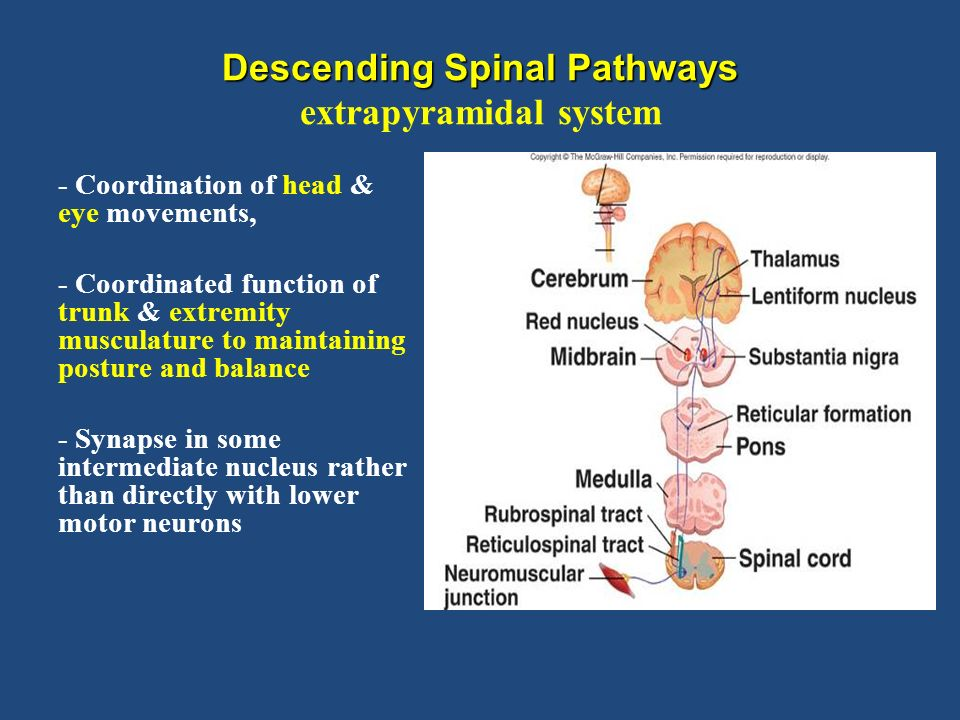 Descending Spinal Pathways
extrapyramidal system
- Coordination of head &
eye movements,
- Coordinated function of
trunk & extremity
musculature to maintaining
posture and balance
- Synapse in some
intermediate nucleus rather
than directly with lower
motor neurons
Copyright © The McGraw-Hill Companies, Inc. Permission required for reproduction or display.
Thalamus
Cerebrum
Lentiform nucleus
Red nucleus
Midbrain
Substantia nigra
Reticular formation
Pons
Medulla
Rubrospinal tract
Reticulospinal tract
Spinal cord
Neuromuscular
junction